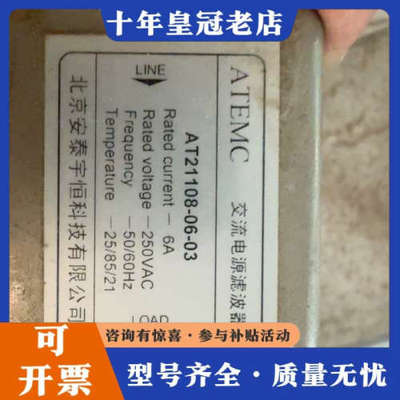 十年皇冠老店
ATEMC
交流电源滤波器
AT21108-06-03
Rated current — 6A
Rated voltage — 250VAC
Frequency — 50/60Hz
Temperature — 25/85/21
LINE
北京安泰宇恒科技有限公司
咨询有惊喜·参与补贴活动
可开票
型号齐全·质量无忧